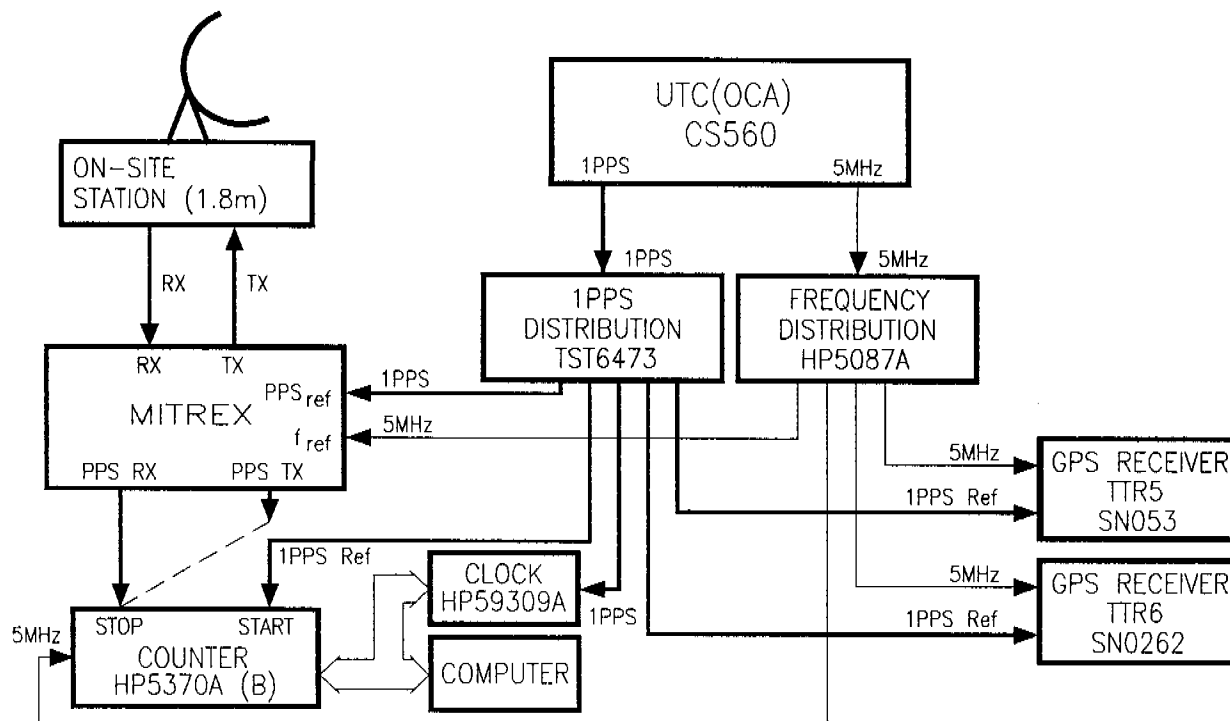 UTC(OCA)
CS560
1PPS
5MHz
ON-SITE
STATION (1.8m)
1PPS
5MHz
RX
TX
1PPS
DISTRIBUTION
TST6473
FREQUENCY
DISTRIBUTION
HP5087A
RX
TX
PPSref
1PPS
MITREX
fref
5MHz
PPS RX
PPS TX
5MHz
GPS RECEIVER
TTR5
SN053
1PPS Ref
1PPS Ref
CLOCK
HP59309A
1PPS
5MHz
GPS RECEIVER
TTR6
SN0262
1PPS Ref
5MHz
STOP
START
COUNTER
HP5370A (B)
COMPUTER